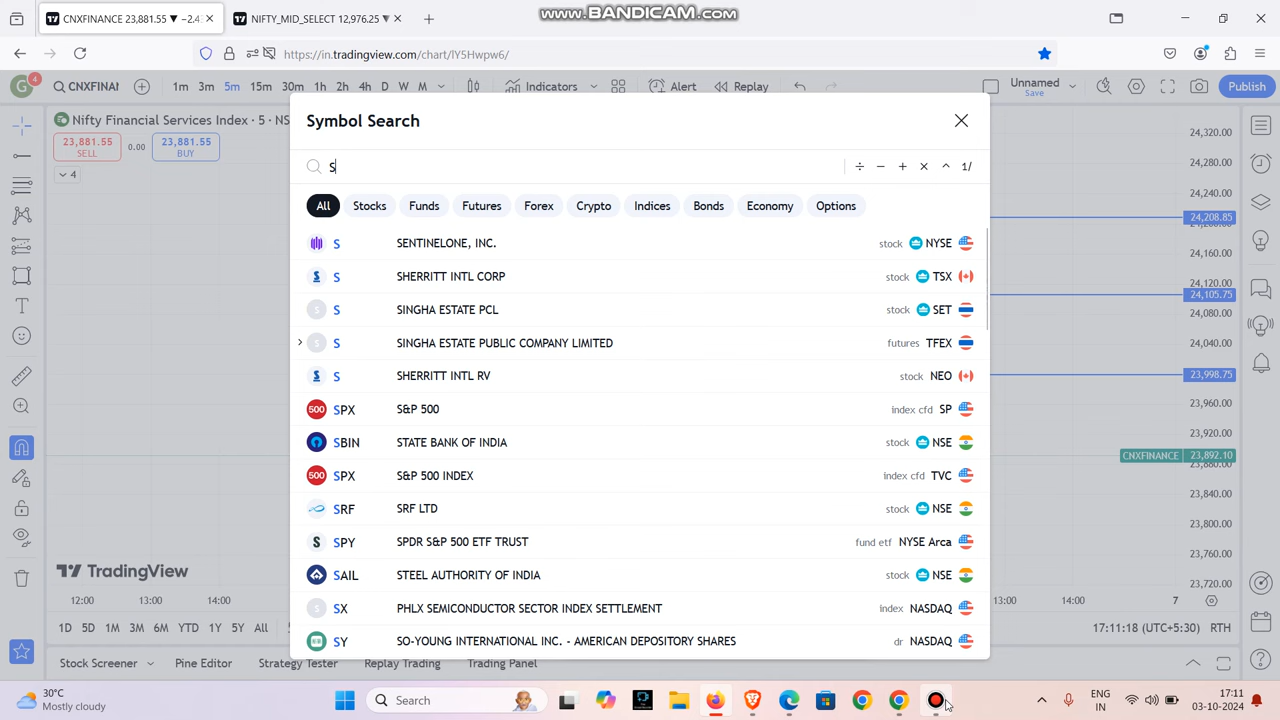 CNXFINANCE 23,881.55 ▼ −2.4
NIFTY_MID_SELECT 12,976.25 ▼
WWW.BANDICAM.COM
https://in.tradingview.com/chart/lY5Hwpw6/
G 4 CNXFINAN 1m 3m 5m 15m 30m 1h 2h 4h D W M Indicators Alert Replay Unnamed Save Publish
Nifty Financial Services Index · 5 · NS
23,881.55 SELL 0.00 23,881.55 BUY
4
Symbol Search
S
÷ − + × 1/
All Stocks Funds Futures Forex Crypto Indices Bonds Economy Options
S SENTINELONE, INC. stock NYSE
S SHERRITT INTL CORP stock TSX
S SINGHA ESTATE PCL stock SET
S SINGHA ESTATE PUBLIC COMPANY LIMITED futures TFEX
S SHERRITT INTL RV stock NEO
500 SPX S&P 500 index cfd SP
SBIN STATE BANK OF INDIA stock NSE
500 SPX S&P 500 INDEX index cfd TVC
SRF SRF LTD stock NSE
S SPY SPDR S&P 500 ETF TRUST fund etf NYSE Arca
SAIL STEEL AUTHORITY OF INDIA stock NSE
S SX PHLX SEMICONDUCTOR SECTOR INDEX SETTLEMENT index NASDAQ
SY SO-YOUNG INTERNATIONAL INC. - AMERICAN DEPOSITORY SHARES dr NASDAQ
24,320.00
24,280.00
24,240.00
24,208.85
24,160.00
24,120.00
24,105.75
24,080.00
24,040.00
23,998.75
23,960.00
23,920.00
CNXFINANCE 23,892.10
23,880.00
23,840.00
23,800.00
23,760.00
23,720.00
TradingView
12:00 13:00 14:00 13:00 14:00 7
1D 5D 1M 3M 6M YTD 1Y 5Y All 17:11:18 (UTC+5:30) RTH
Stock Screener Pine Editor Strategy Tester Replay Trading Trading Panel
30°C
Mostly cloudy
Search
ENG
IN
17:11
03-10-2024